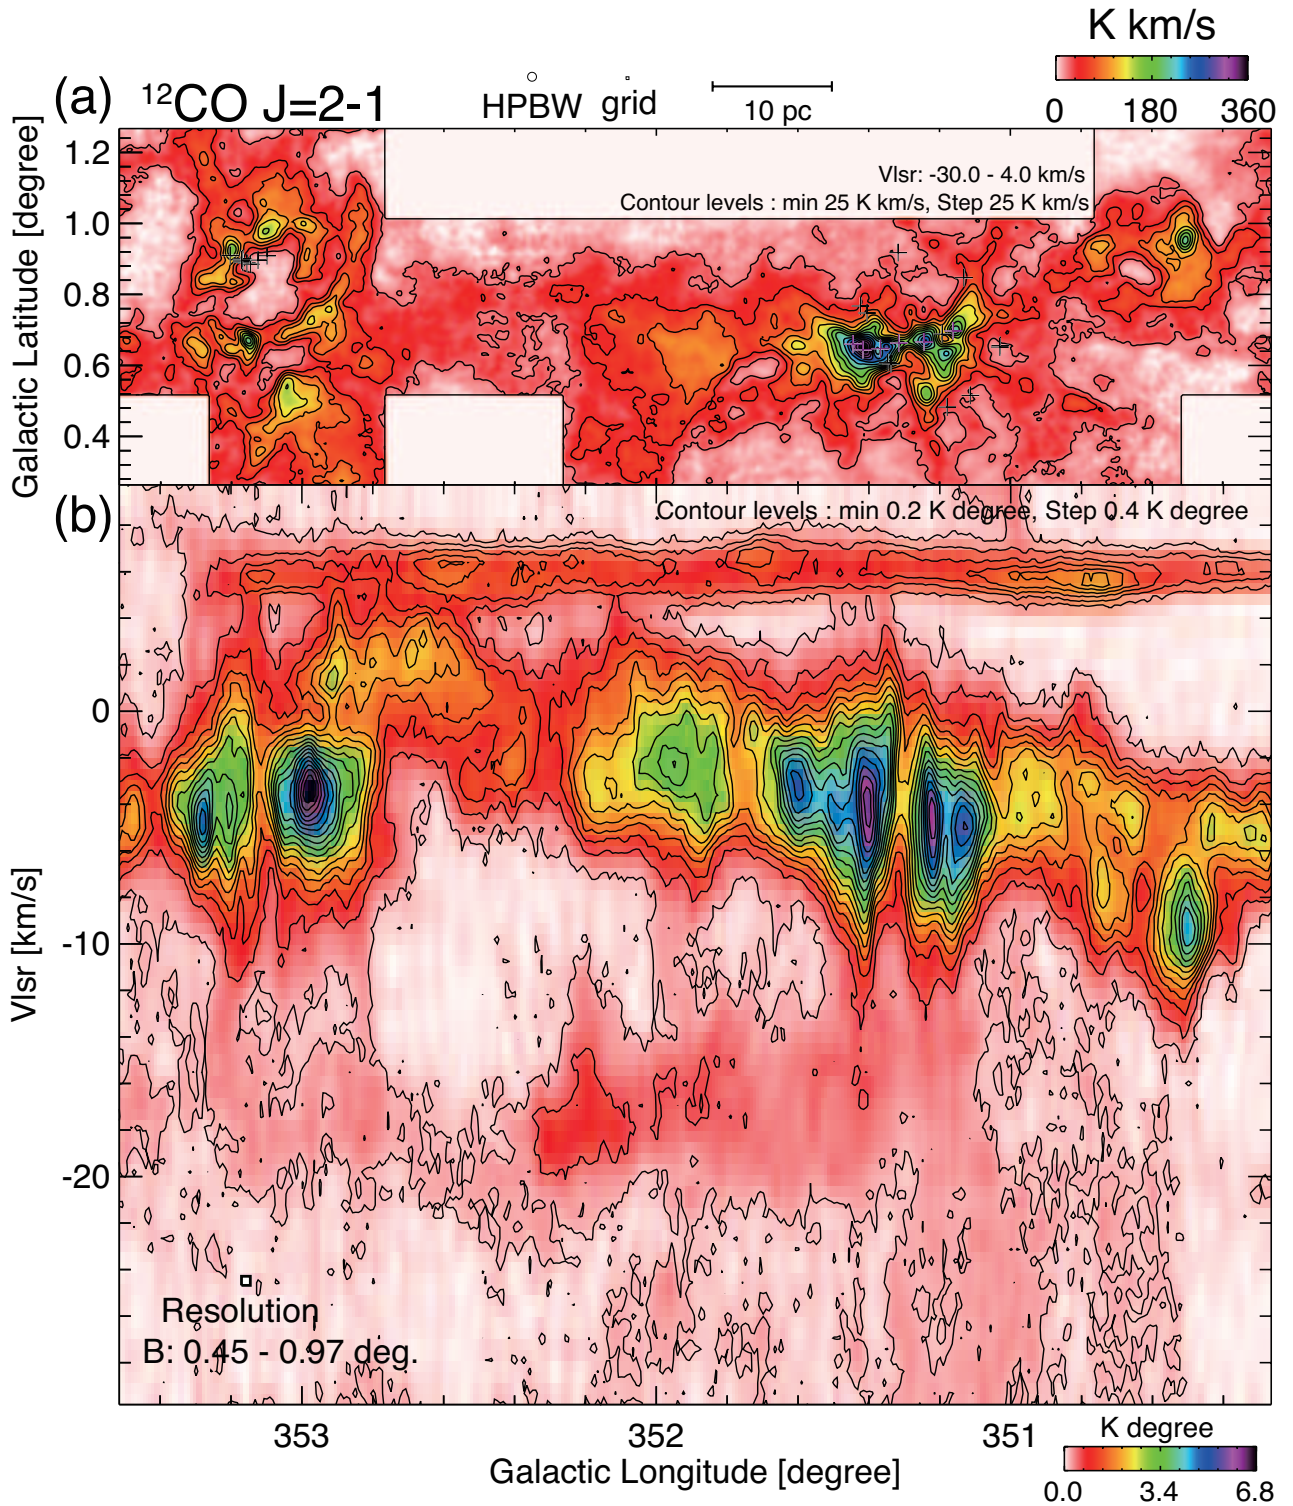 K km/s
0 180 360
(a) ¹²CO J=2-1 HPBW grid 10 pc
Vlsr: -30.0 - 4.0 km/s
Contour levels : min 25 K km/s, Step 25 K km/s
Galactic Latitude [degree]
1.2
1.0
0.8
0.6
0.4
(b)
Contour levels : min 0.2 K degree, Step 0.4 K degree
Vlsr [km/s]
0
-10
-20
Resolution
B: 0.45 - 0.97 deg.
353 352 351
Galactic Longitude [degree]
K degree
0.0 3.4 6.8